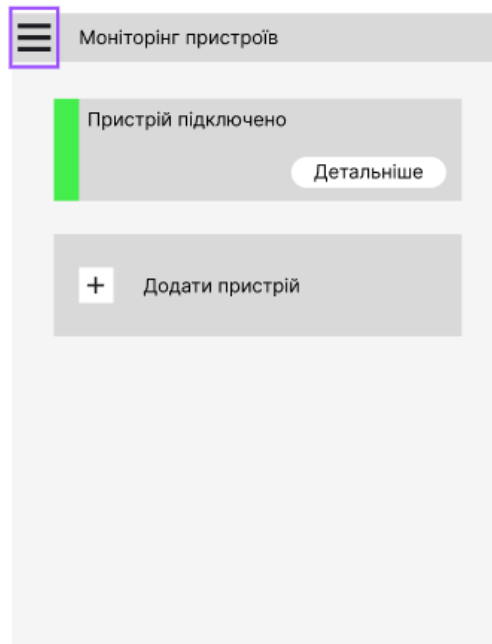 Моніторінг пристроїв
Пристрій підключено
Детальніше
+ Додати пристрій